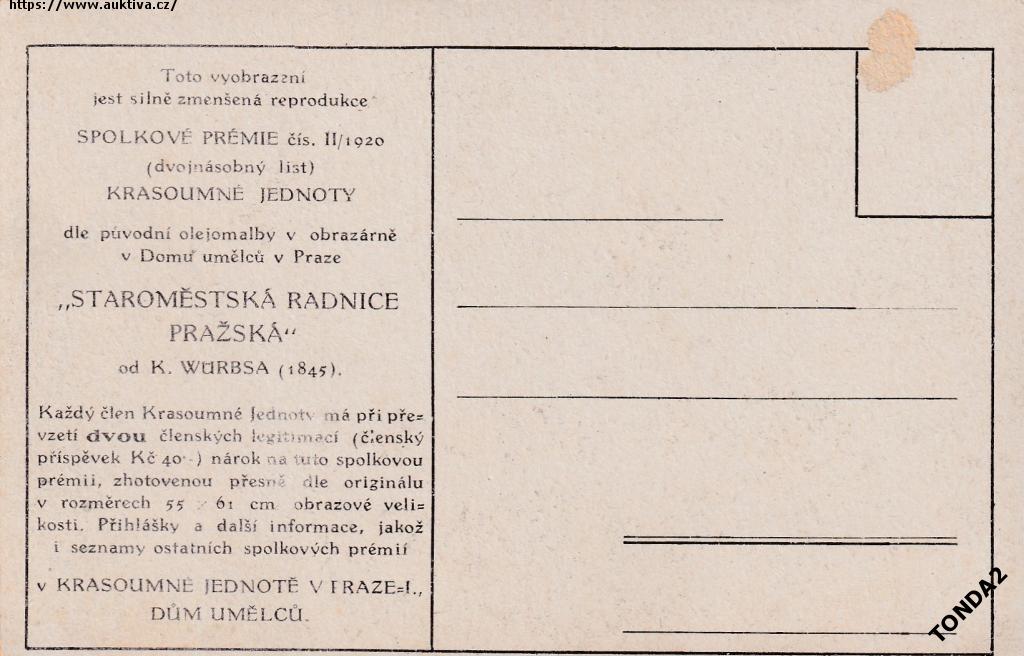 https://www.auktiva.cz/
Toto vyobrazení
jest silně zmenšená reprodukce
SPOLKOVÉ PRÉMIE čís. II/1920
(dvojnásobný list)
KRASOUMNÉ JEDNOTY
dle původní olejomalby v obrazárně
v Domu umělců v Praze
„STAROMĚSTSKÁ RADNICE
PRAŽSKÁ“
od K. WÜRBSA (1845).
Každý člen Krasoumné Jednoty má při pře=
vzetí dvou členských legitimací (členský
příspěvek Kč 40·-) nárok na tuto spolkovou
prémii, zhotovenou přesně dle originálu
v rozměrech 55 × 61 cm obrazové veli=
kosti. Přihlášky a další informace, jakož
i seznamy ostatních spolkových prémií
v KRASOUMNÉ JEDNOTĚ V PRAZE=I.,
DŮM UMĚLCŮ.
TONDA2